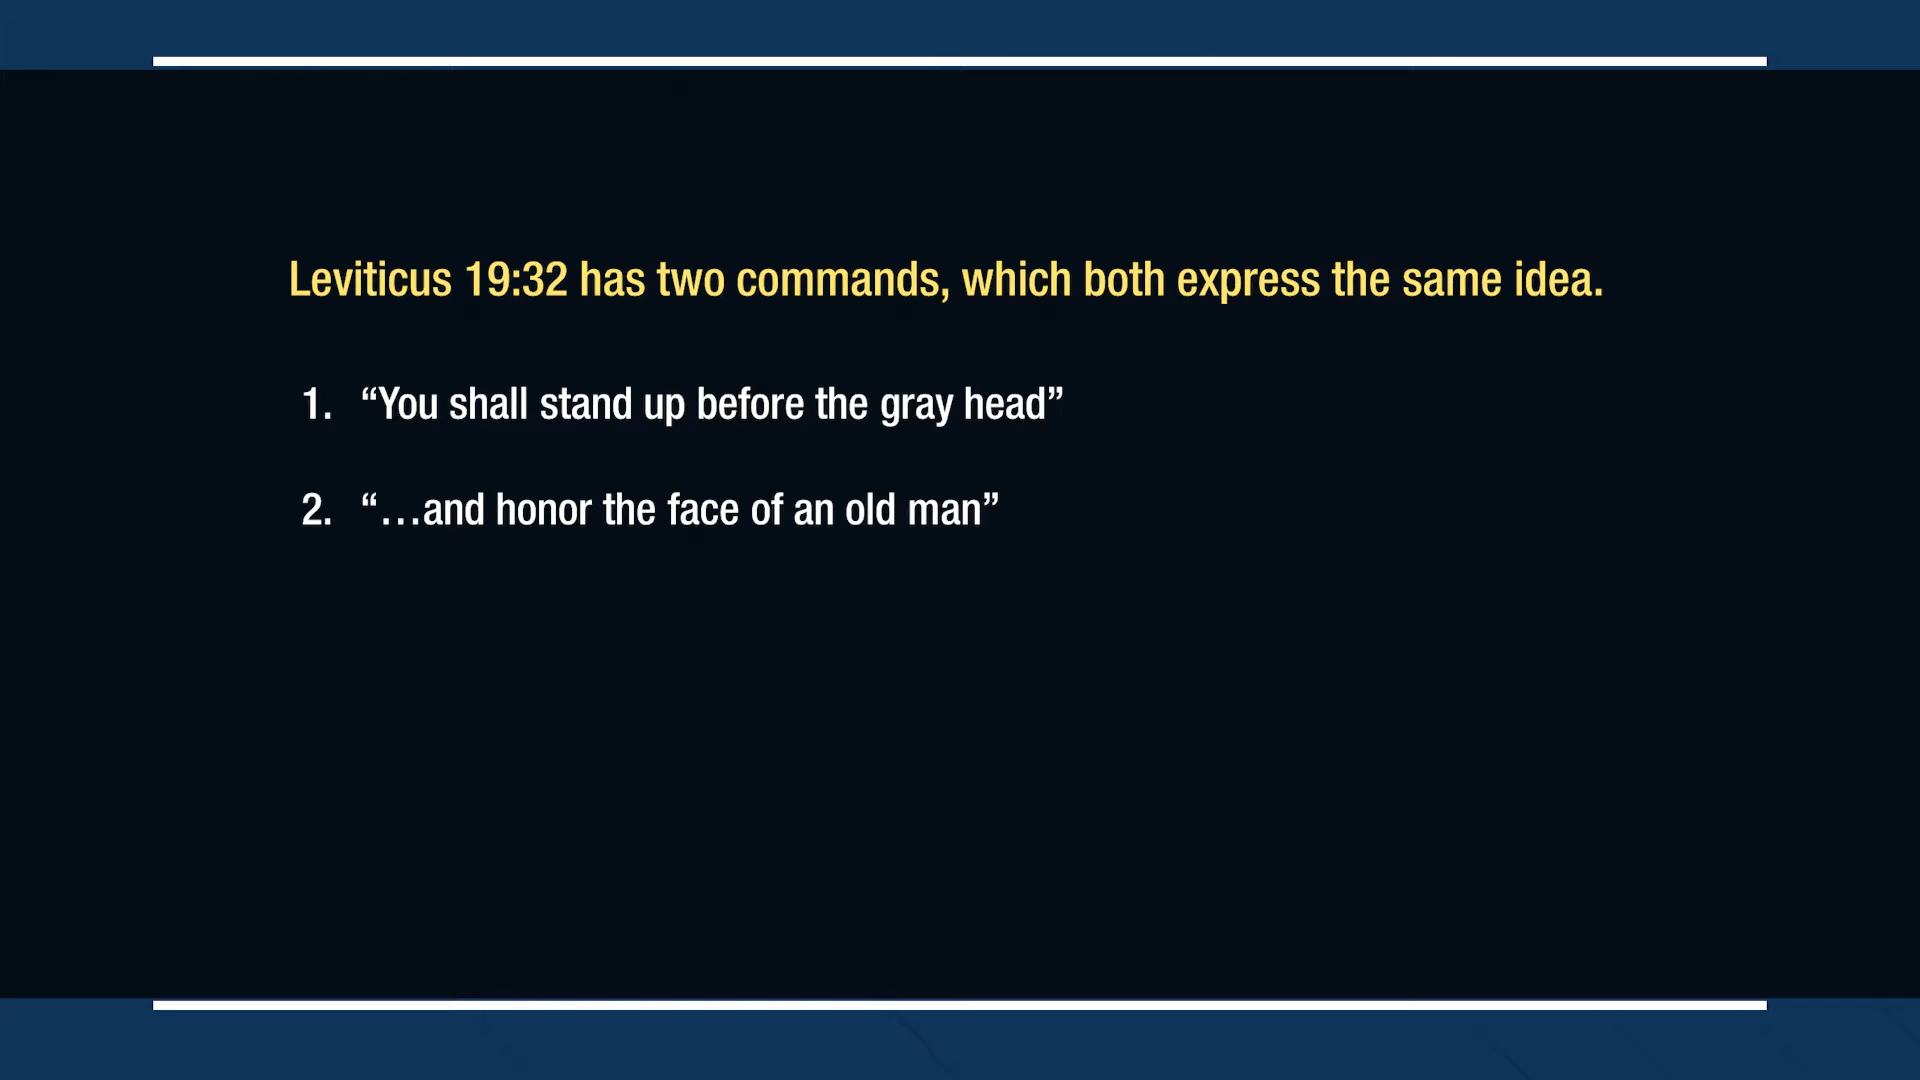 Leviticus 19:32 has two commands, which both express the same idea.
1. “You shall stand up before the gray head”
2. “…and honor the face of an old man”